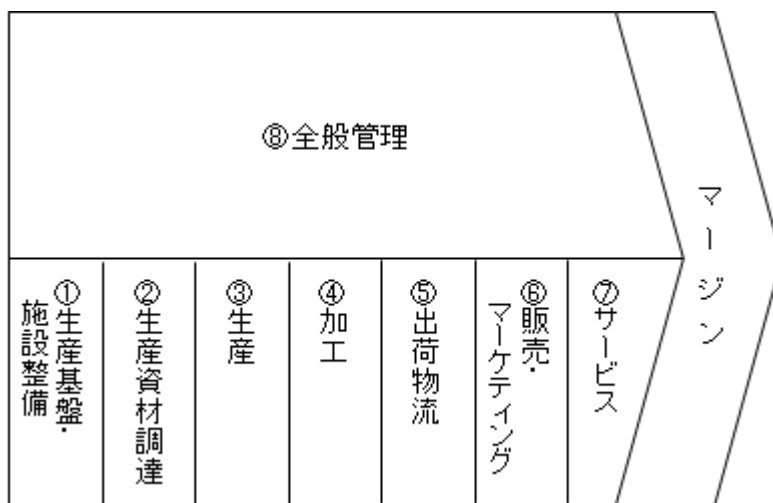 ⑧全般管理
①生産基盤・
施設整備
②生産資材調達
③生産
④加工
⑤出荷物流
⑥販売・
マーケティング
⑦サービス
マージン